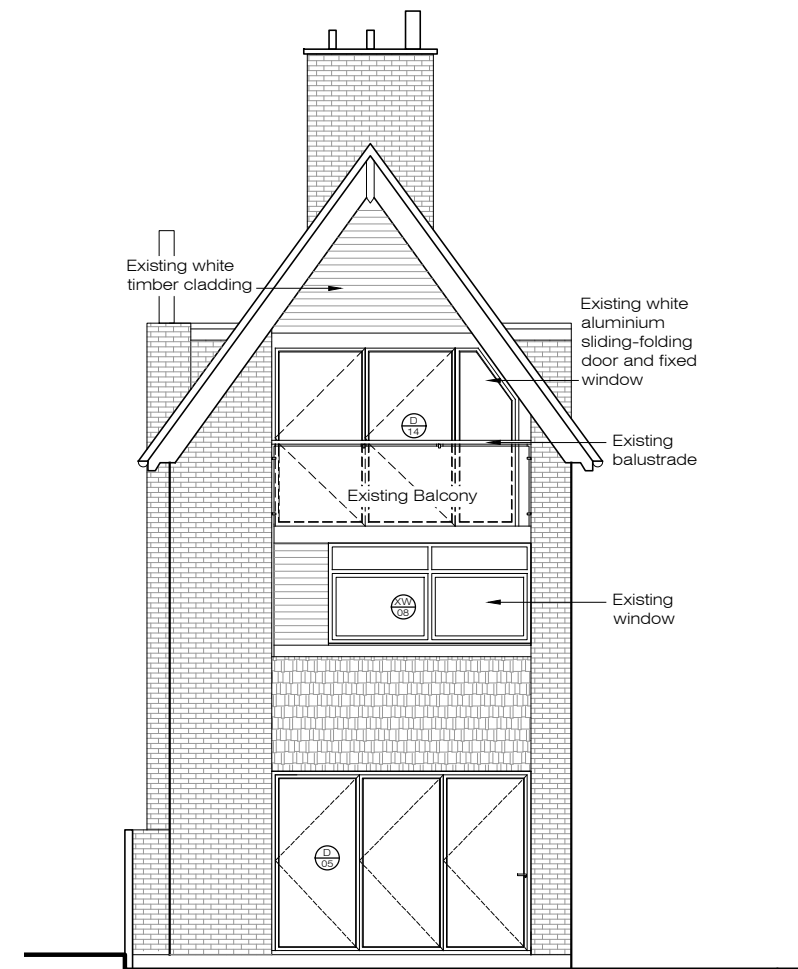 Existing white
timber cladding
Existing white
aluminium
sliding-folding
door and fixed
window
D
14
Existing
balustrade
Existing Balcony
XW
08
Existing
window
D
05